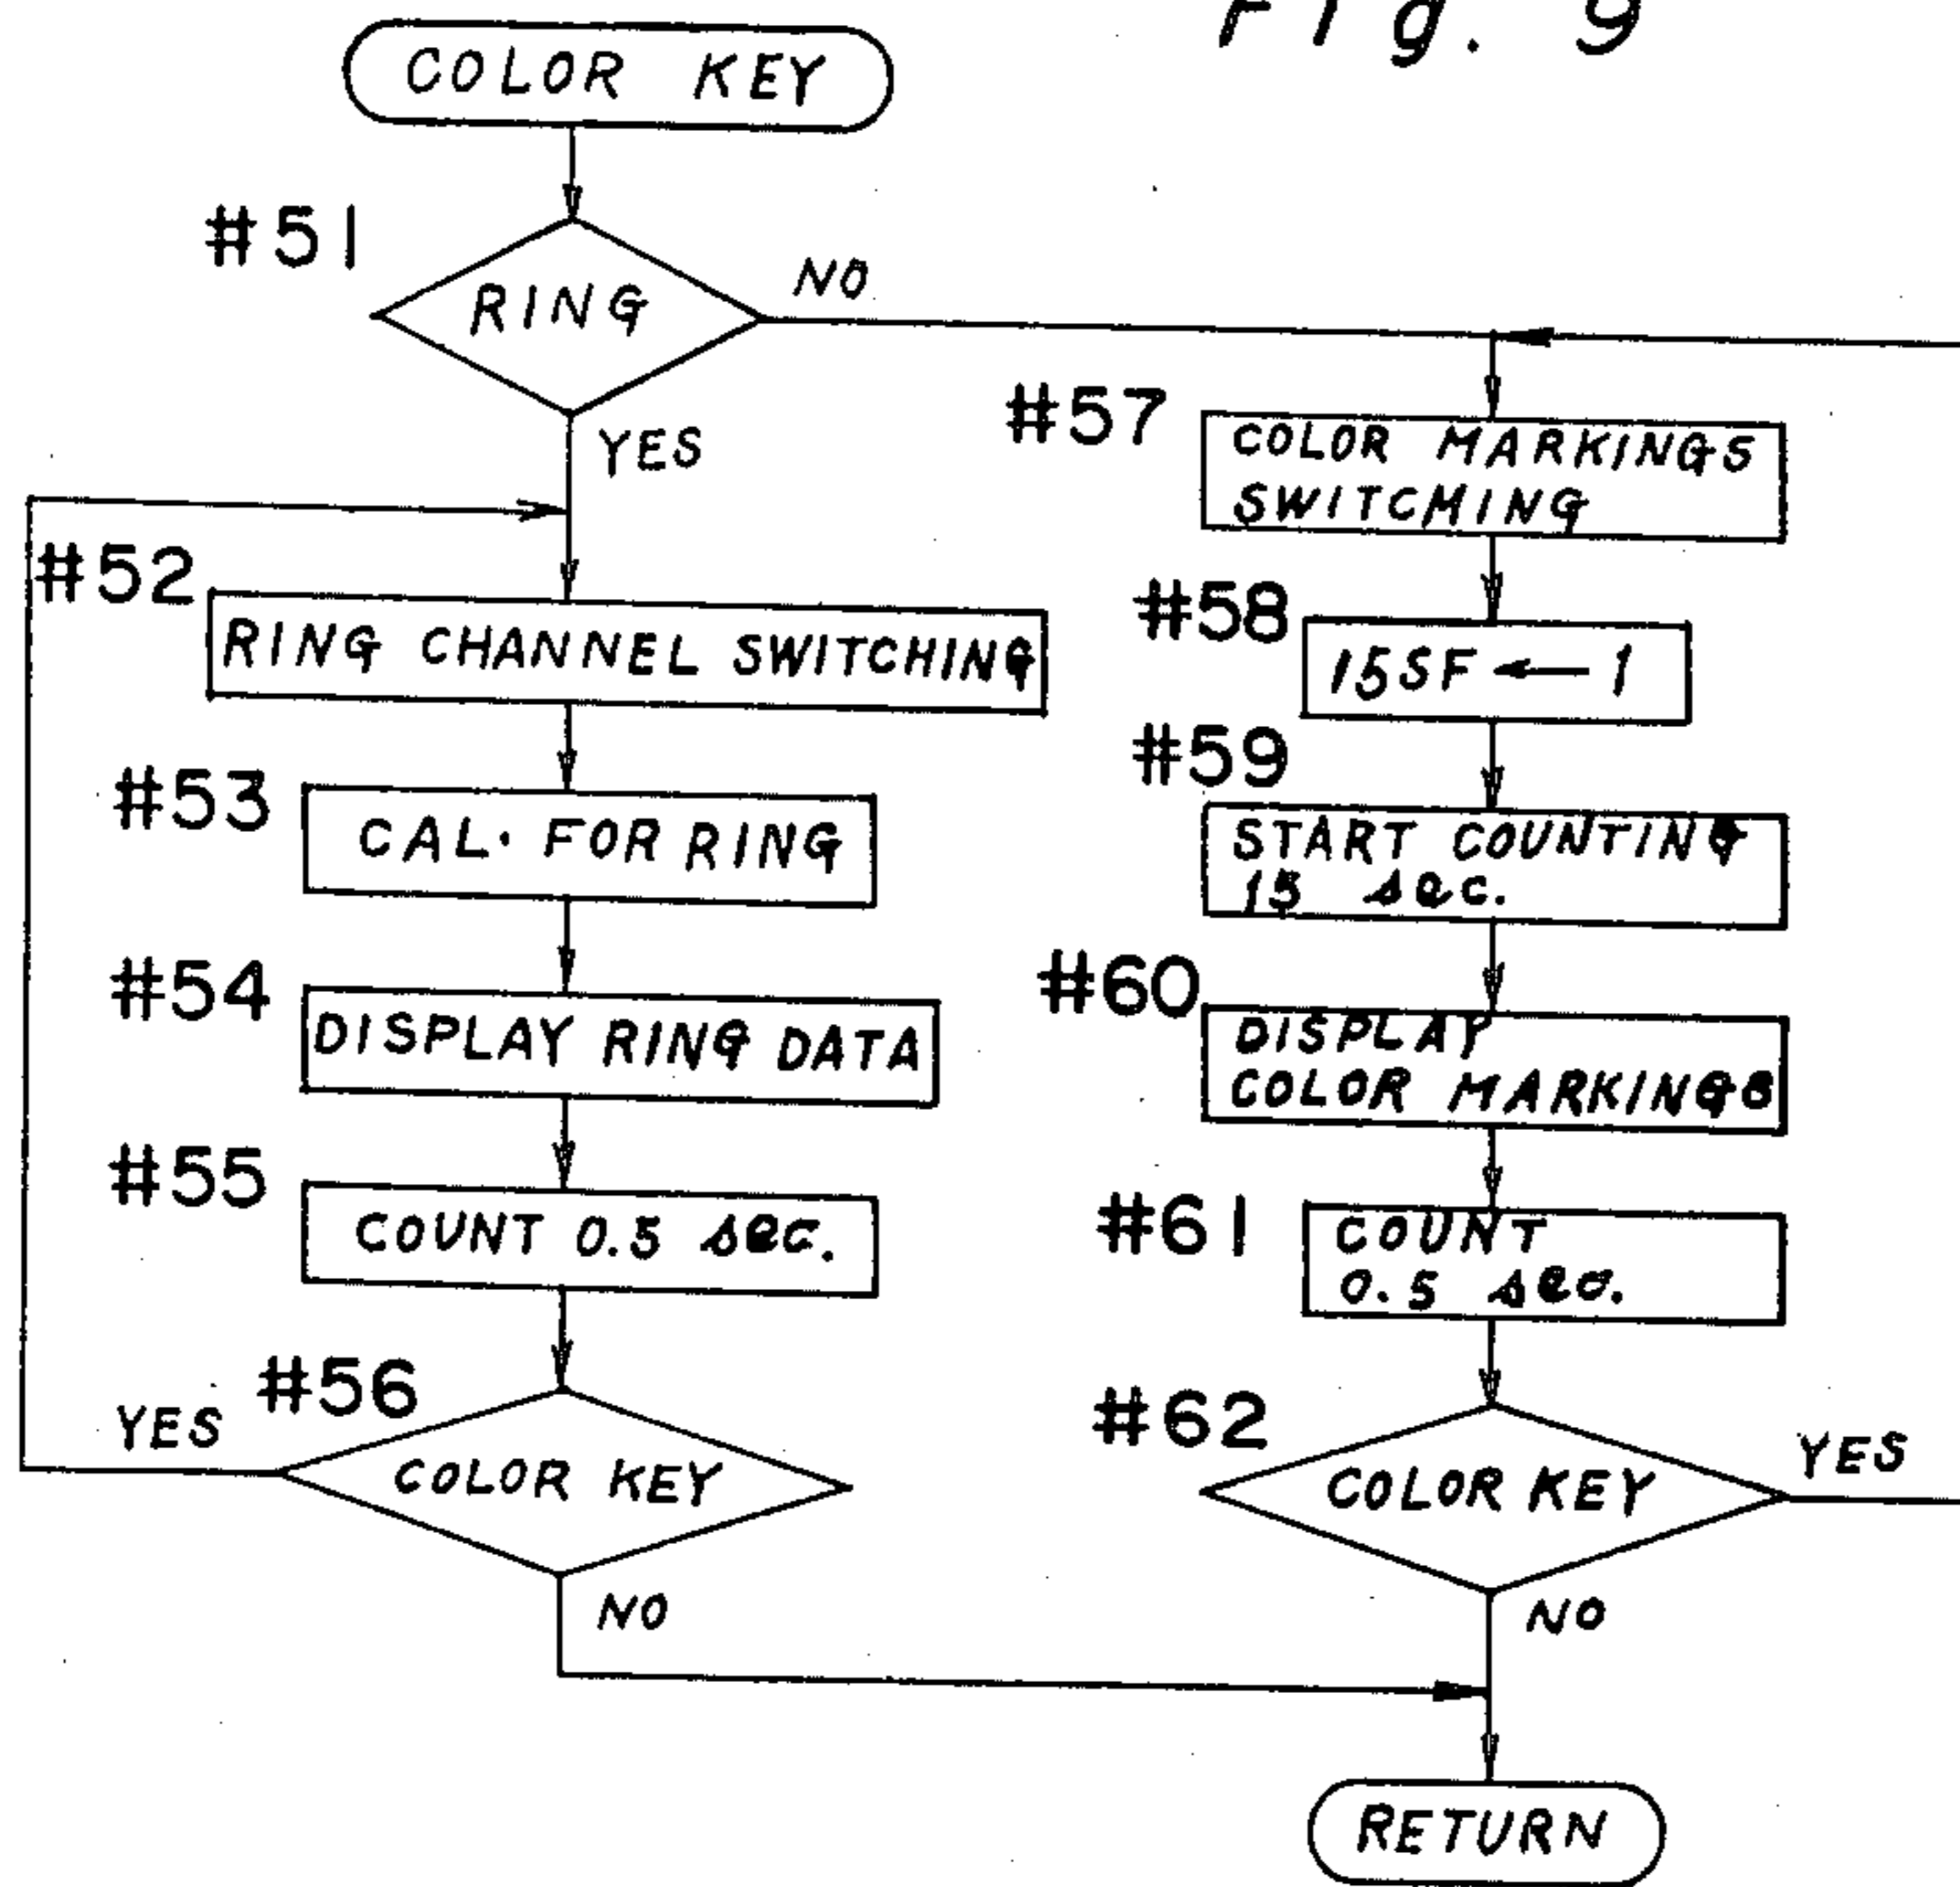 Fig. 9
COLOR KEY
#51
RING
NO
YES
#52
RING CHANNEL SWITCHING
#53
CAL. FOR RING
#54
DISPLAY RING DATA
#55
COUNT 0.5 sec.
#56
YES
COLOR KEY
NO
#57
COLOR MARKINGS
SWITCMING
#58
15SF ← 1
#59
START COUNTING
15 sec.
#60
DISPLAY
COLOR MARKINGS
#61
COUNT
0.5 sec.
#62
COLOR KEY
YES
NO
RETURN